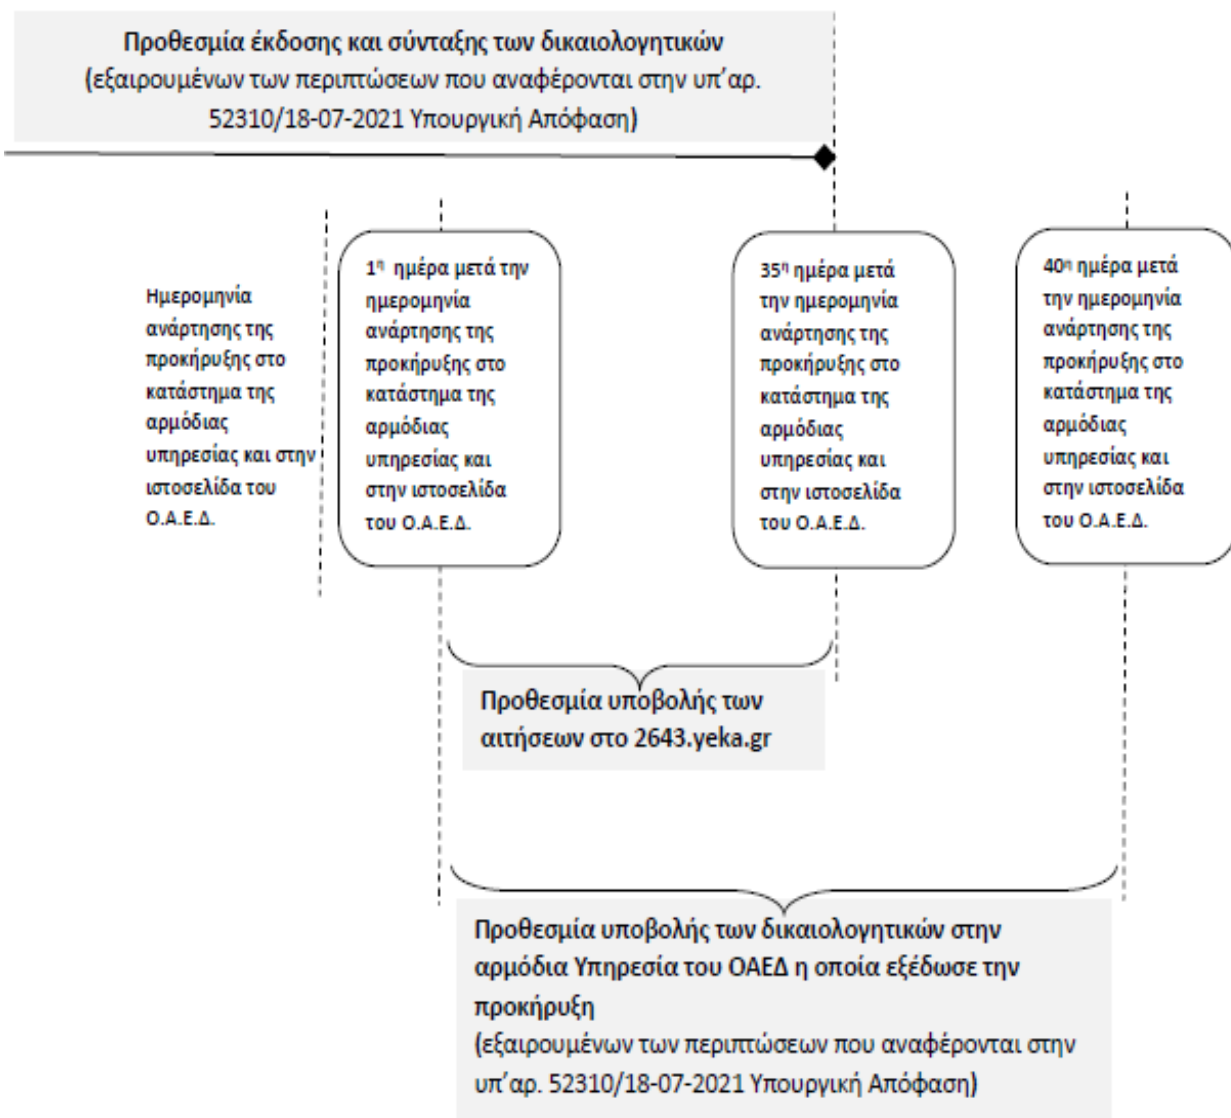 Προθεσμία έκδοσης και σύνταξης των δικαιολογητικών
(εξαιρουμένων των περιπτώσεων που αναφέρονται στην υπ’αρ.
52310/18-07-2021 Υπουργική Απόφαση)
Ημερομηνία
ανάρτησης της
προκήρυξης στο
κατάστημα της
αρμόδιας
υπηρεσίας και στην
ιστοσελίδα του
Ο.Α.Ε.Δ.
1η ημέρα μετά την
ημερομηνία
ανάρτησης της
προκήρυξης στο
κατάστημα της
αρμόδιας
υπηρεσίας και
στην ιστοσελίδα
του Ο.Α.Ε.Δ.
35η ημέρα μετά
την ημερομηνία
ανάρτησης της
προκήρυξης στο
κατάστημα της
αρμόδιας
υπηρεσίας και
στην ιστοσελίδα
του Ο.Α.Ε.Δ.
40η ημέρα μετά
την ημερομηνία
ανάρτησης της
προκήρυξης στο
κατάστημα της
αρμόδιας
υπηρεσίας και
στην ιστοσελίδα
του Ο.Α.Ε.Δ.
Προθεσμία υποβολής των
αιτήσεων στο 2643.yeka.gr
Προθεσμία υποβολής των δικαιολογητικών στην
αρμόδια Υπηρεσία του ΟΑΕΔ η οποία εξέδωσε την
προκήρυξη
(εξαιρουμένων των περιπτώσεων που αναφέρονται στην
υπ’αρ. 52310/18-07-2021 Υπουργική Απόφαση)